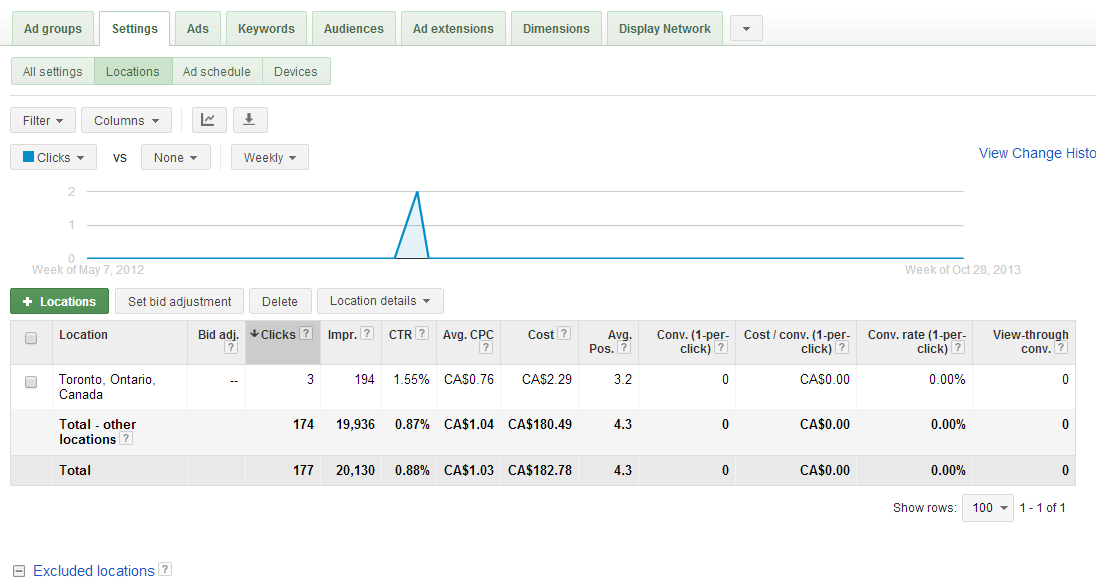 Ad groups Settings Ads Keywords Audiences Ad extensions Dimensions Display Network
All settings Locations Ad schedule Devices
Filter Columns
Clicks vs None Weekly View Change Histo
2
1
0
Week of May 7, 2012 Week of Oct 28, 2013
+ Locations Set bid adjustment Delete Location details
Location Bid adj. ? Clicks ? Impr. ? CTR ? Avg. CPC ? Cost ? Avg. Pos. ? Conv. (1-per-click) ? Cost / conv. (1-per-click) ? Conv. rate (1-per-click) ? View-through conv. ?
Toronto, Ontario, Canada -- 3 194 1.55% CA$0.76 CA$2.29 3.2 0 CA$0.00 0.00% 0
Total - other locations ? 174 19,936 0.87% CA$1.04 CA$180.49 4.3 0 CA$0.00 0.00% 0
Total 177 20,130 0.88% CA$1.03 CA$182.78 4.3 0 CA$0.00 0.00% 0
Show rows: 100 1 - 1 of 1
Excluded locations ?